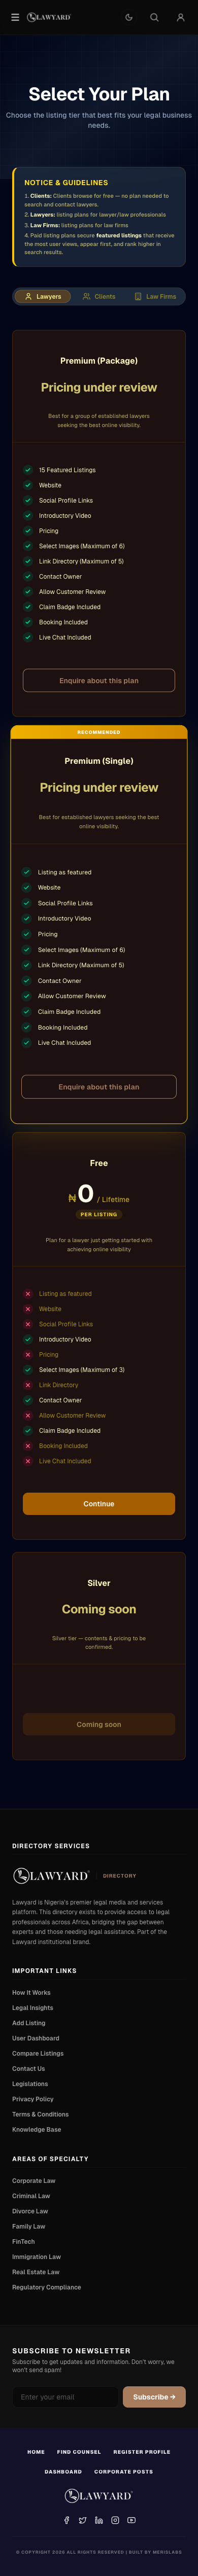 LAWYARD
Select Your Plan
Choose the listing tier that best fits your legal business
needs.
NOTICE & GUIDELINES
1. Clients: Clients browse for free — no plan needed to
search and contact lawyers.
2. Lawyers: listing plans for lawyer/law professionals
3. Law Firms: listing plans for law firms
4. Paid listing plans secure featured listings that receive
the most user views, appear first, and rank higher in
search results.
Lawyers
Clients
Law Firms
Premium (Package)
Pricing under review
Best for a group of established lawyers
seeking the best online visibility.
15 Featured Listings
Website
Social Profile Links
Introductory Video
Pricing
Select Images (Maximum of 6)
Link Directory (Maximum of 5)
Contact Owner
Allow Customer Review
Claim Badge Included
Booking Included
Live Chat Included
Enquire about this plan
RECOMMENDED
Premium (Single)
Pricing under review
Best for established lawyers seeking the best
online visibility.
Listing as featured
Website
Social Profile Links
Introductory Video
Pricing
Select Images (Maximum of 6)
Link Directory (Maximum of 5)
Contact Owner
Allow Customer Review
Claim Badge Included
Booking Included
Live Chat Included
Enquire about this plan
Free
₦0 / Lifetime
PER LISTING
Plan for a lawyer just getting started with
achieving online visibility
Listing as featured
Website
Social Profile Links
Introductory Video
Pricing
Select Images (Maximum of 3)
Link Directory
Contact Owner
Allow Customer Review
Claim Badge Included
Booking Included
Live Chat Included
Continue
Silver
Coming soon
Silver tier — contents & pricing to be
confirmed.
Coming soon
DIRECTORY SERVICES
LAWYARD DIRECTORY
Lawyard is Nigeria's premier legal media and services
platform. This directory exists to provide access to legal
professionals across Africa, bridging the gap between
experts and those needing legal assistance. Part of the
Lawyard institutional brand.
IMPORTANT LINKS
How It Works
Legal Insights
Add Listing
User Dashboard
Compare Listings
Contact Us
Legislations
Privacy Policy
Terms & Conditions
Knowledge Base
AREAS OF SPECIALTY
Corporate Law
Criminal Law
Divorce Law
Family Law
FinTech
Immigration Law
Real Estate Law
Regulatory Compliance
SUBSCRIBE TO NEWSLETTER
Subscribe to get updates and information. Don't worry, we
won't send spam!
Enter your email
Subscribe →
HOME FIND COUNSEL REGISTER PROFILE
DASHBOARD CORPORATE POSTS
LAWYARD
© COPYRIGHT 2025 ALL RIGHTS RESERVED | BUILT BY MERISLABS